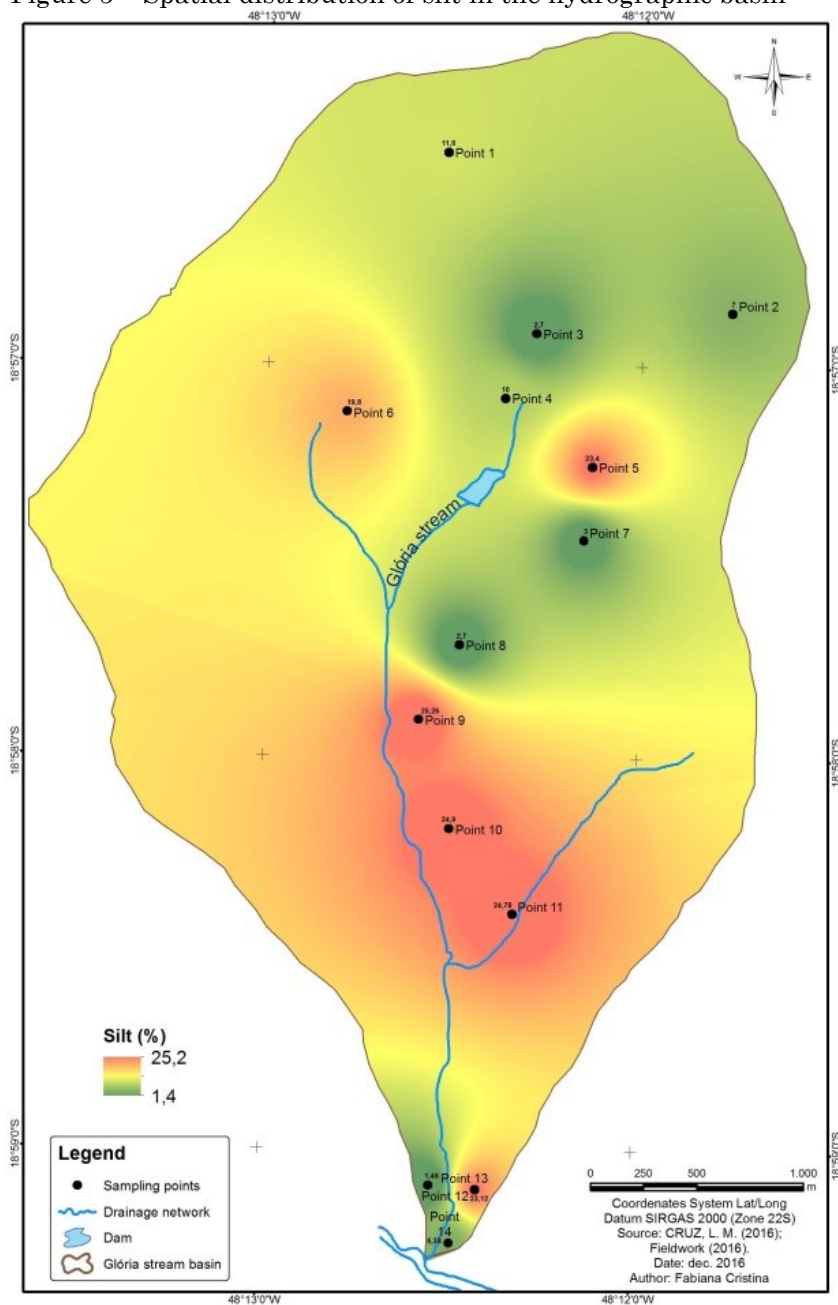 Figure 3 – Spatial distribution of silt in the hydrographic basin
48°13'0"W
48°12'0"W
N
W
E
S
11,6
Point 1
7
Point 2
2,7
Point 3
18°57'0"S
18°57'0"S
10
Point 4
19,8
Point 6
23,4
Point 5
Glória stream
3
Point 7
2,7
Point 8
25,26
Point 9
18°58'0"S
18°58'0"S
24,9
Point 10
24,78
Point 11
Silt (%)
25,2
1,4
18°59'0"S
18°59'0"S
Legend
Sampling points
Drainage network
Dam
Glória stream basin
1,46
Point 13
Point 12
23,12
Point
14
0
250
500
1.000
m
Coordenates System Lat/Long
Datum SIRGAS 2000 (Zone 22S)
Source: CRUZ, L. M. (2016);
Fieldwork (2016).
Date: dec. 2016
Author: Fabiana Cristina
48°13'0"W
48°12'0"W